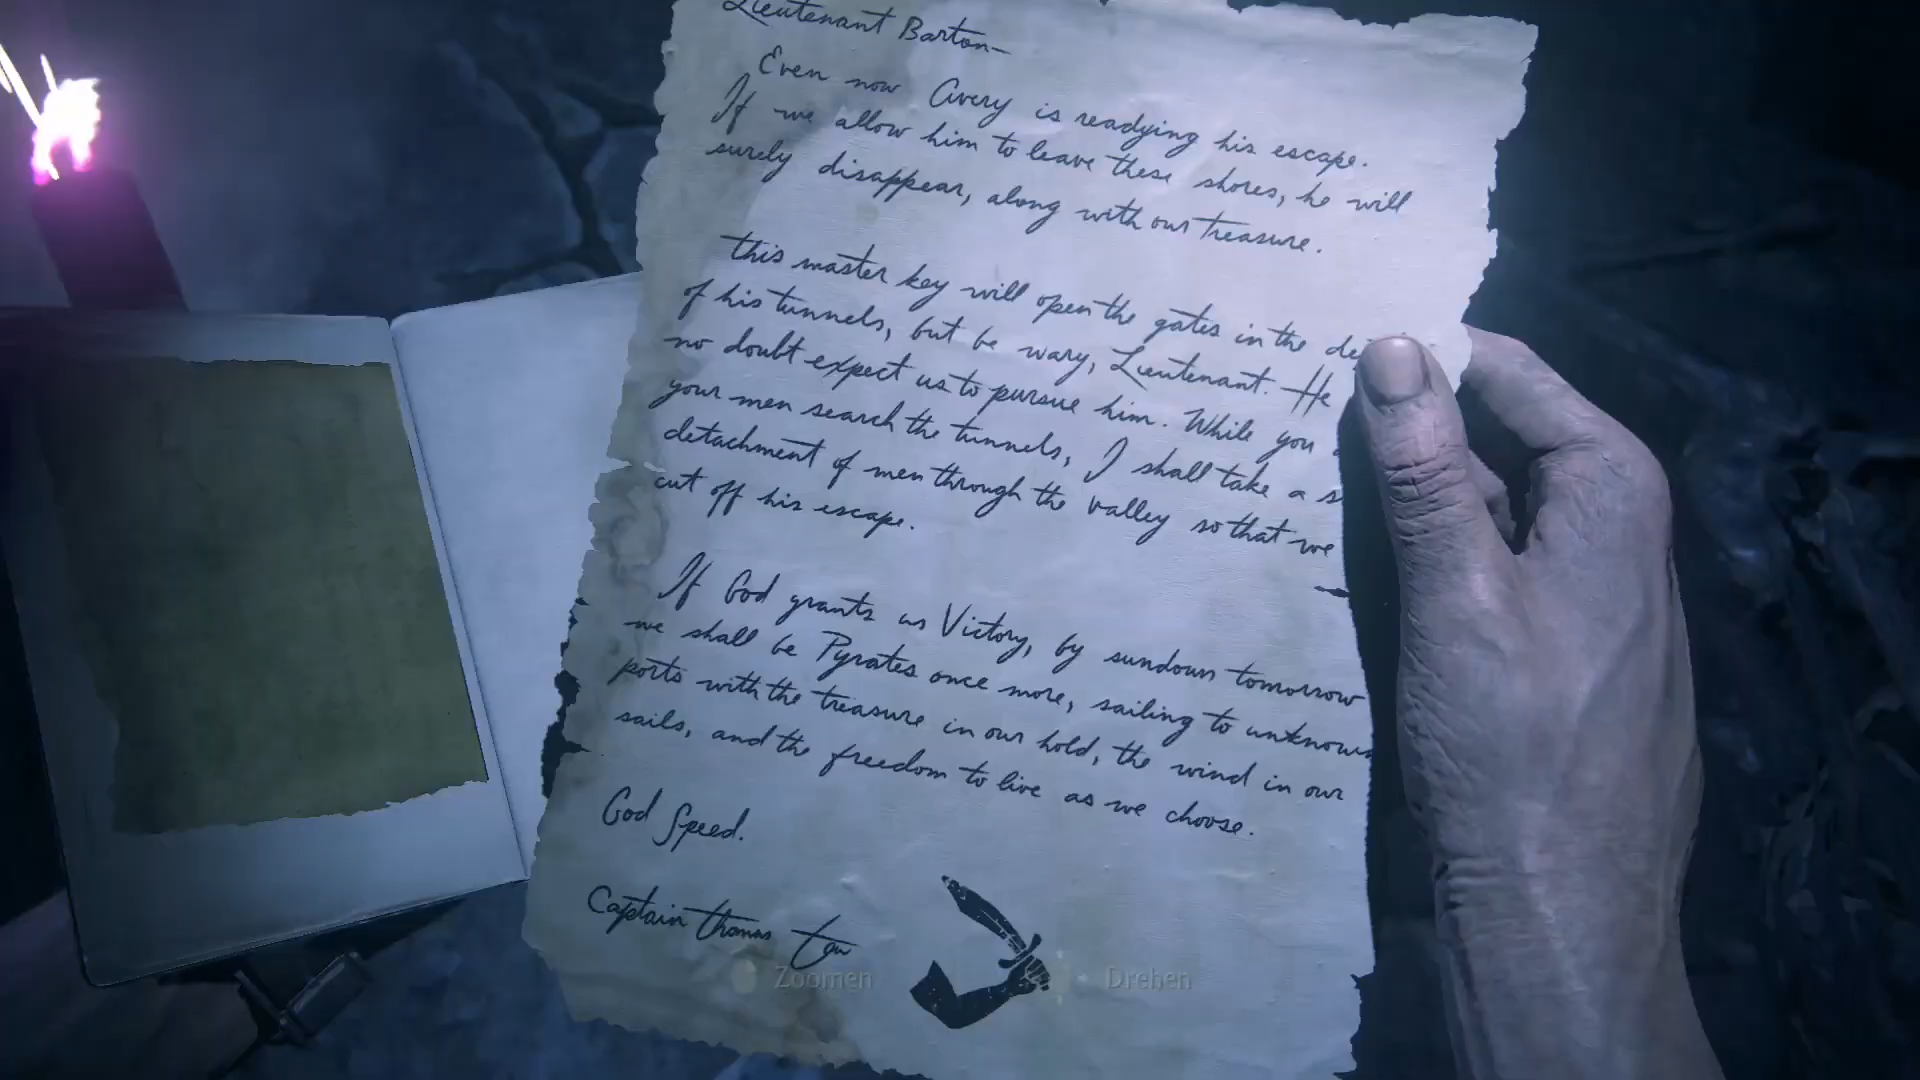 Lieutenant Barton-
Even now Avery is readying his escape.
If we allow him to leave these shores, he will
surely disappear, along with our treasure.
this master key will open the gates in the de
of his tunnels, but be wary, Lieutenant. He
no doubt expect us to pursue him. While you
your men search the tunnels, I shall take a s
detachment of men through the valley so that we
cut off his escape.
If God grants us Victory, by sundown tomorrow
we shall be Pyrates once more, sailing to unknown
ports with the treasure in our hold, the wind in our
sails, and the freedom to live as we choose.
God Speed.
Captain thomas tew
Zoomen
Drehen